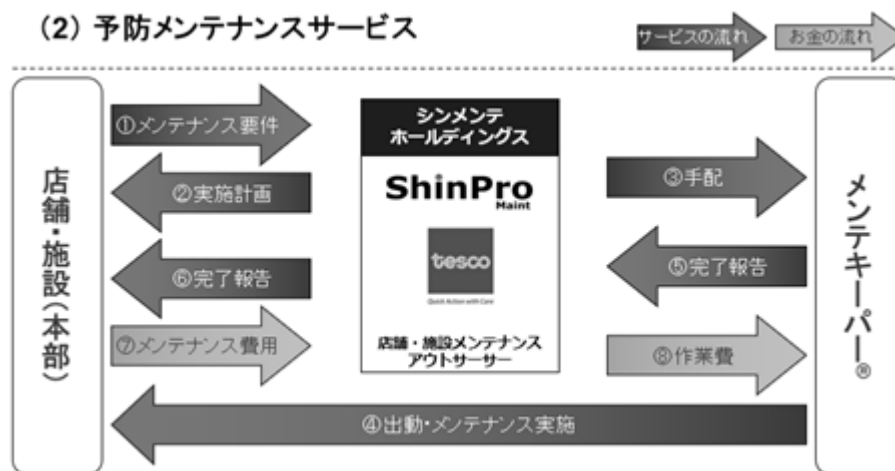 (2) 予防メンテナンスサービス
サービスの流れ
お金の流れ
店舗・施設(本部)
①メンテナンス要件
②実施計画
⑥完了報告
⑦メンテナンス費用
シンメンテ
ホールディングス
ShinPro
Maint
tesco
Quick Action with Care
店舗・施設メンテナンス
アウトサーサー
③手配
⑤完了報告
⑧作業費
④出動・メンテナンス実施
メンテキーパー®